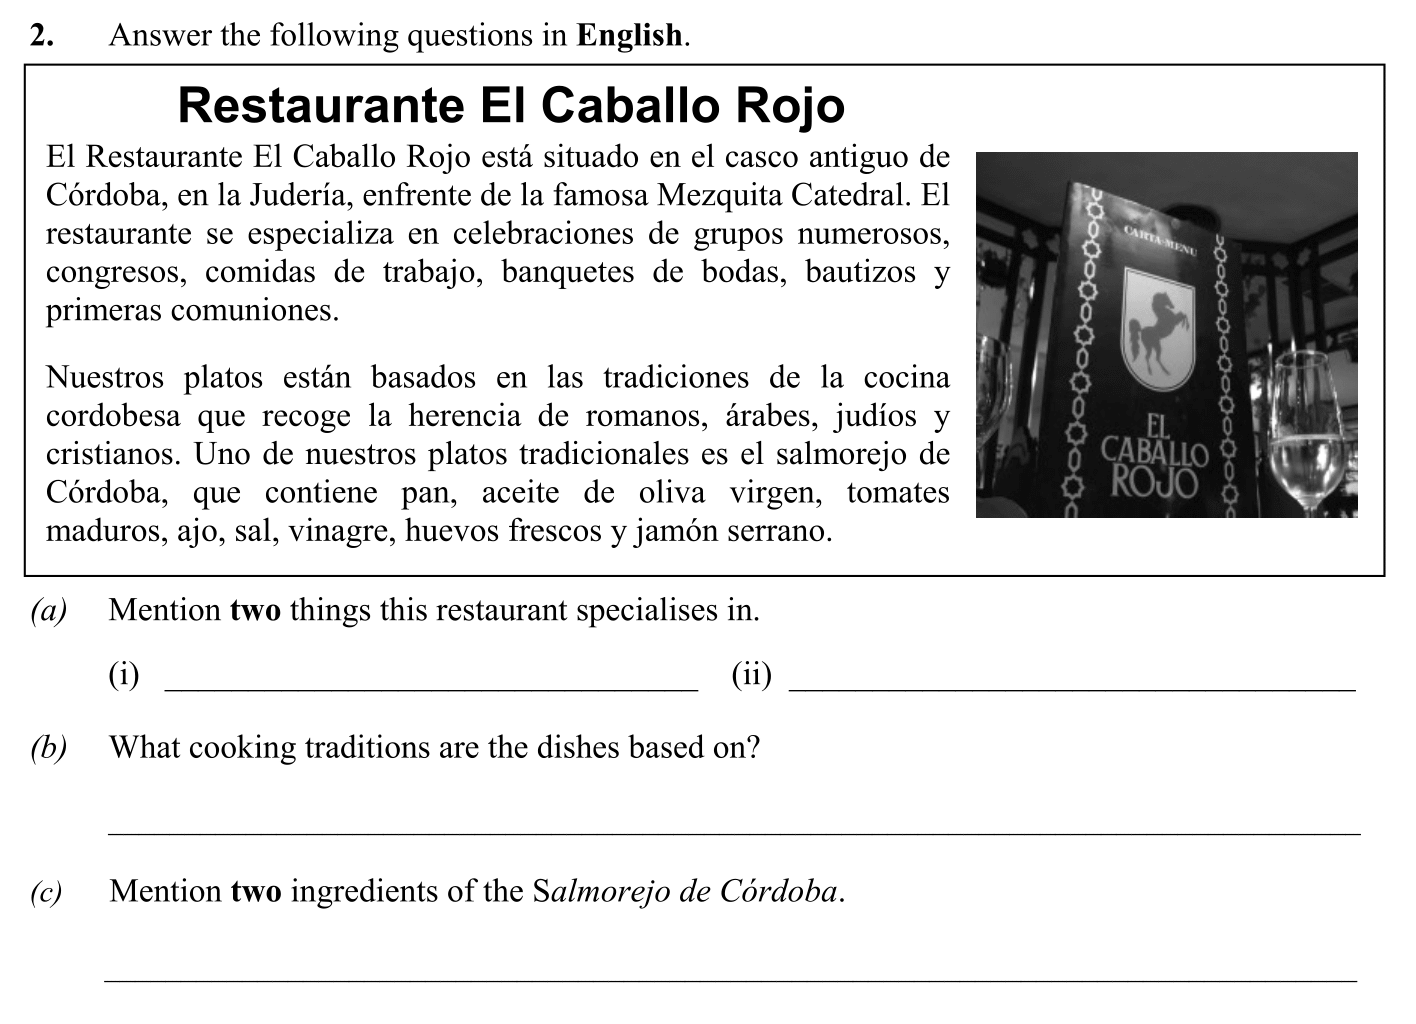 2. Answer the following questions in English.
Restaurante El Caballo Rojo
El Restaurante El Caballo Rojo está situado en el casco antiguo de
Córdoba, en la Judería, enfrente de la famosa Mezquita Catedral. El
restaurante se especializa en celebraciones de grupos numerosos,
congresos, comidas de trabajo, banquetes de bodas, bautizos y
primeras comuniones.
Nuestros platos están basados en las tradiciones de la cocina
cordobesa que recoge la herencia de romanos, árabes, judíos y
cristianos. Uno de nuestros platos tradicionales es el salmorejo de
Córdoba, que contiene pan, aceite de oliva virgen, tomates
maduros, ajo, sal, vinagre, huevos frescos y jamón serrano.
CARTA-MENU
EL
CABALLO
ROJO
(a) Mention two things this restaurant specialises in.
(i) (ii)
(b) What cooking traditions are the dishes based on?
(c) Mention two ingredients of the Salmorejo de Córdoba.